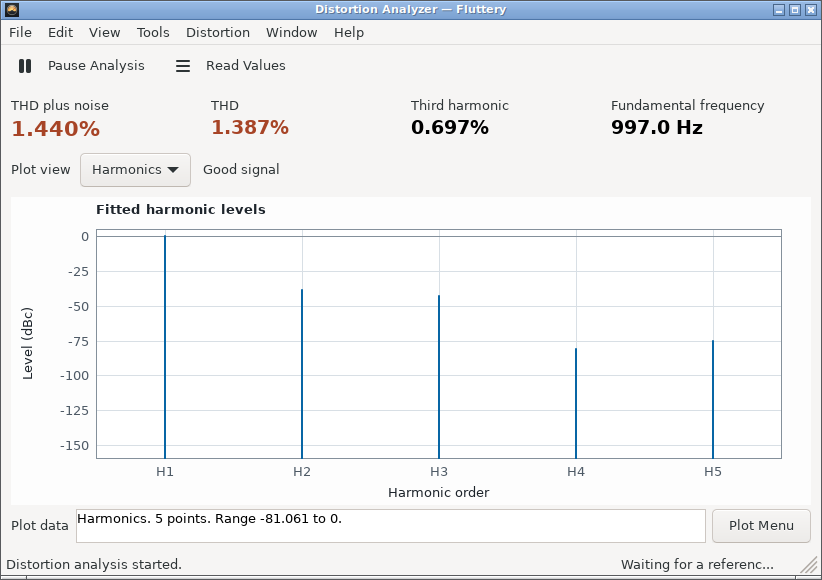 Distortion Analyzer — Fluttery
File Edit View Tools Distortion Window Help
Pause Analysis Read Values
THD plus noise THD Third harmonic Fundamental frequency
1.440% 1.387% 0.697% 997.0 Hz
Plot view Harmonics Good signal
Fitted harmonic levels
0
-25
-50
-75
-100
-125
-150
Level (dBc)
H1 H2 H3 H4 H5
Harmonic order
Plot data Harmonics. 5 points. Range -81.061 to 0. Plot Menu
Distortion analysis started. Waiting for a referenc...